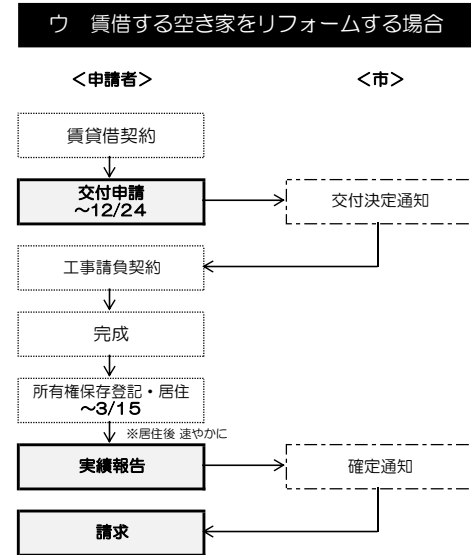 ウ　賃借する空き家をリフォームする場合
＜申請者＞
＜市＞
賃貸借契約
交付申請
～12/24
交付決定通知
工事請負契約
完成
所有権保存登記・居住
～3/15
※居住後 速やかに
実績報告
確定通知
請求